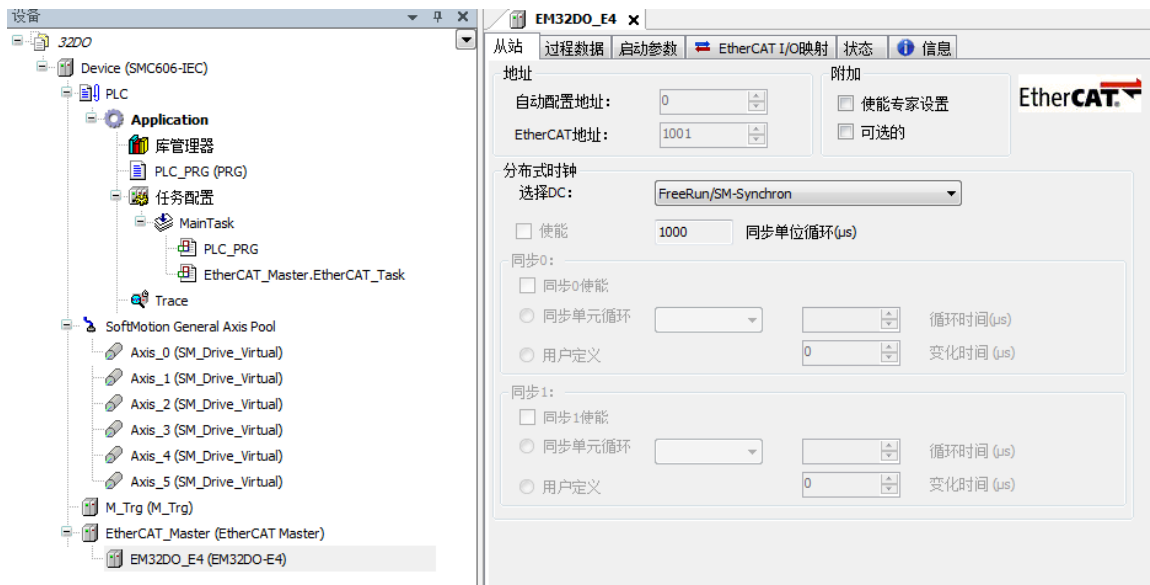 设备
32DO
Device (SMC606-IEC)
PLC
Application
库管理器
PLC_PRG (PRG)
任务配置
MainTask
PLC_PRG
EtherCAT_Master.EtherCAT_Task
Trace
SoftMotion General Axis Pool
Axis_0 (SM_Drive_Virtual)
Axis_1 (SM_Drive_Virtual)
Axis_2 (SM_Drive_Virtual)
Axis_3 (SM_Drive_Virtual)
Axis_4 (SM_Drive_Virtual)
Axis_5 (SM_Drive_Virtual)
M_Trg (M_Trg)
EtherCAT_Master (EtherCAT Master)
EM32DO_E4 (EM32DO-E4)
EM32DO_E4
从站 过程数据 启动参数 EtherCAT I/O映射 状态 信息
地址 附加
自动配置地址: 0 使能专家设置
EtherCAT地址: 1001 可选的
EtherCAT
分布式时钟
选择DC: FreeRun/SM-Synchron
使能 1000 同步单位循环(µs)
同步0:
同步0使能
同步单元循环 循环时间(µs)
用户定义 0 变化时间 (µs)
同步1:
同步1使能
同步单元循环 循环时间 (µs)
用户定义 0 变化时间 (µs)